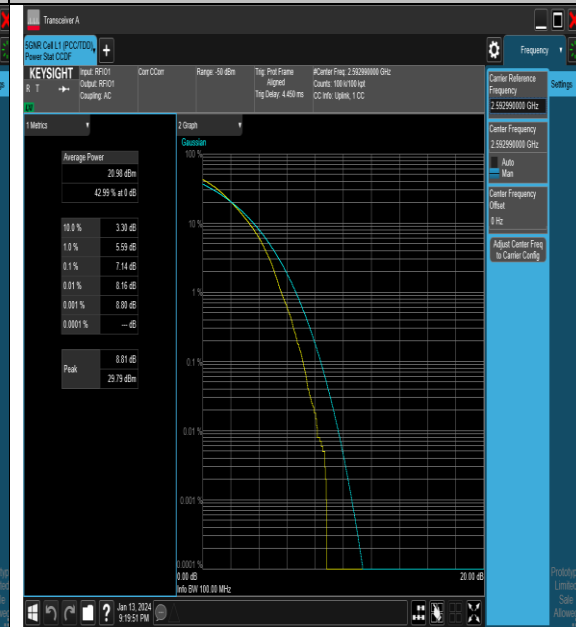 Transceiver A
5GNR Cell L1 (PCC/TDD)
Power Stat CCDF
+
Frequency
KEYSIGHT
R T
LW
Input: RFIO1
Output: RFIO1
Coupling: AC
Corr CCorr
Range: -50 dBm
Trig: Prot Frame
Aligned
Trig Delay: 4.450 ms
#Center Freq: 2.592990000 GHz
Counts: 100 k/100 kpt
CC Info: Uplink, 1 CC
Carrier Reference
Frequency
2.592990000 GHz
Settings
Center Frequency
2.592990000 GHz
Auto
Man
Center Frequency
Offset
0 Hz
Adjust Center Freq
to Carrier Config
1 Metrics
Average Power
20.98 dBm
42.99 % at 0 dB
10.0 % 3.30 dB
1.0 % 5.59 dB
0.1 % 7.14 dB
0.01 % 8.16 dB
0.001 % 8.80 dB
0.0001 % --- dB
Peak
8.81 dB
29.79 dBm
2 Graph
Gaussian
100 %
10 %
1 %
0.1 %
0.01 %
0.001 %
0.0001 %
0.00 dB
20.00 dB
Info BW 100.00 MHz
?
Jan 13, 2024
9:19:51 PM